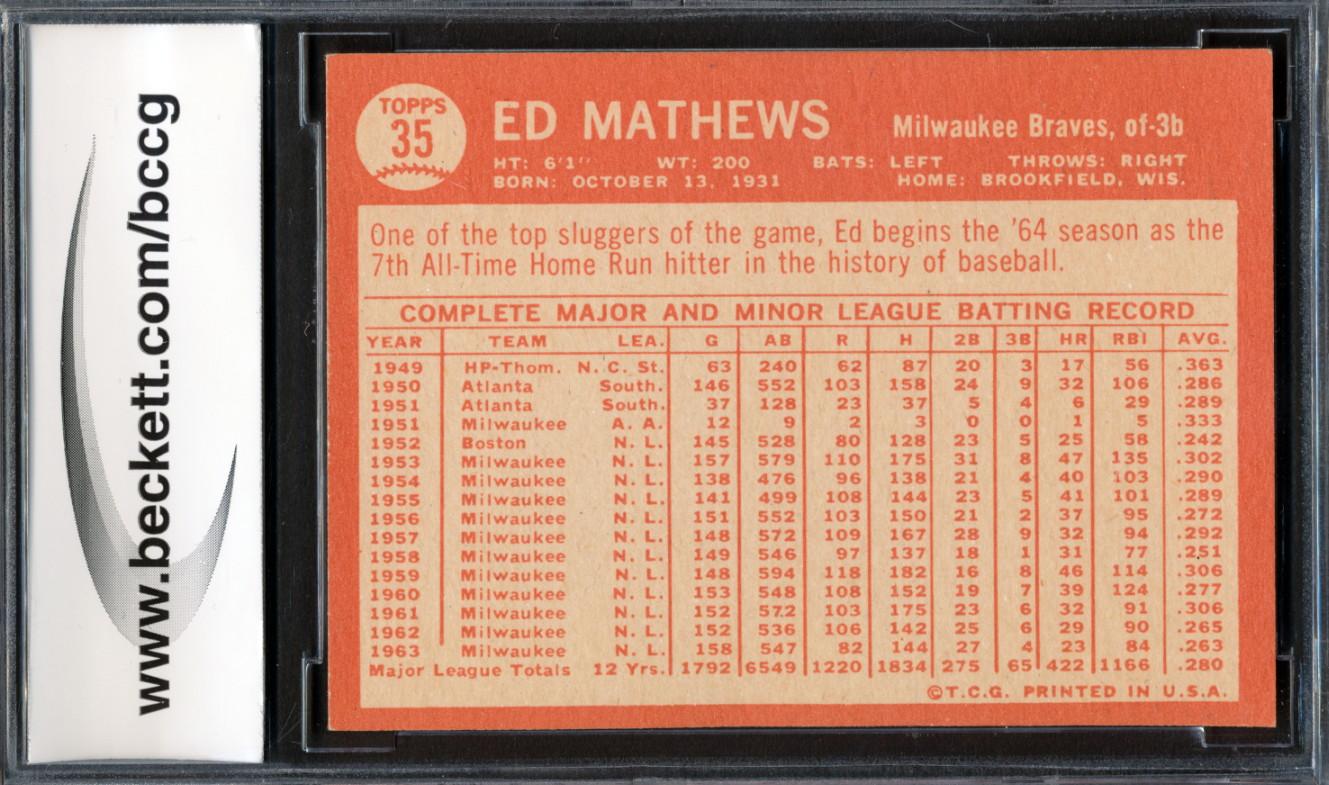 www.beckett.com/bccg
TOPPS
35
ED MATHEWS
Milwaukee Braves, of-3b
HT: 6'1" WT: 200 BATS: LEFT THROWS: RIGHT
BORN: OCTOBER 13, 1931 HOME: BROOKFIELD, WIS.
One of the top sluggers of the game, Ed begins the '64 season as the
7th All-Time Home Run hitter in the history of baseball.
COMPLETE MAJOR AND MINOR LEAGUE BATTING RECORD
YEAR TEAM LEA. G AB R H 2B 3B HR RBI AVG.
1949 HP-Thom. N. C. St. 63 240 62 87 20 3 17 56 .363
1950 Atlanta South. 146 552 103 158 24 9 32 106 .286
1951 Atlanta South. 37 128 23 37 5 4 6 29 .289
1951 Milwaukee A. A. 12 9 2 3 0 0 1 5 .333
1952 Boston N. L. 145 528 80 128 23 5 25 58 .242
1953 Milwaukee N. L. 157 579 110 175 31 8 47 135 .302
1954 Milwaukee N. L. 138 476 96 138 21 4 40 103 .290
1955 Milwaukee N. L. 141 499 108 144 23 5 41 101 .289
1956 Milwaukee N. L. 151 552 103 150 21 2 37 95 .272
1957 Milwaukee N. L. 148 572 109 167 28 9 32 94 .292
1958 Milwaukee N. L. 149 546 97 137 18 1 31 77 .251
1959 Milwaukee N. L. 148 594 118 182 16 8 46 114 .306
1960 Milwaukee N. L. 153 548 108 152 19 7 39 124 .277
1961 Milwaukee N. L. 152 572 103 175 23 6 32 91 .306
1962 Milwaukee N. L. 152 536 106 142 25 6 29 90 .265
1963 Milwaukee N. L. 158 547 82 144 27 4 23 84 .263
Major League Totals 12 Yrs. 1792 6549 1220 1834 275 65 422 1166 .280
©T.C.G. PRINTED IN U.S.A.